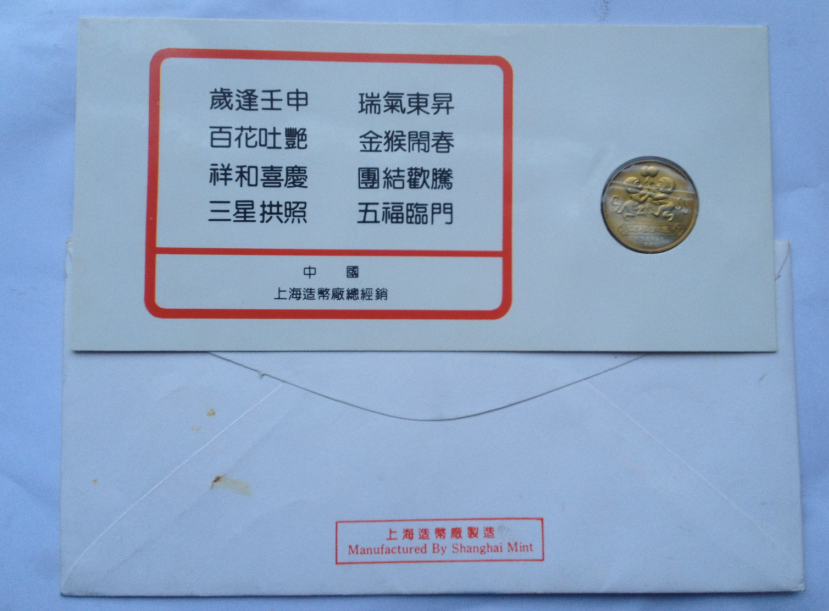 歲逢壬申 瑞氣東昇
百花吐艷 金猴鬧春
祥和喜慶 團結歡騰
三星拱照 五福臨門
中 國
上海造幣廠總經銷
上海造幣廠製造
Manufactured By Shanghai Mint